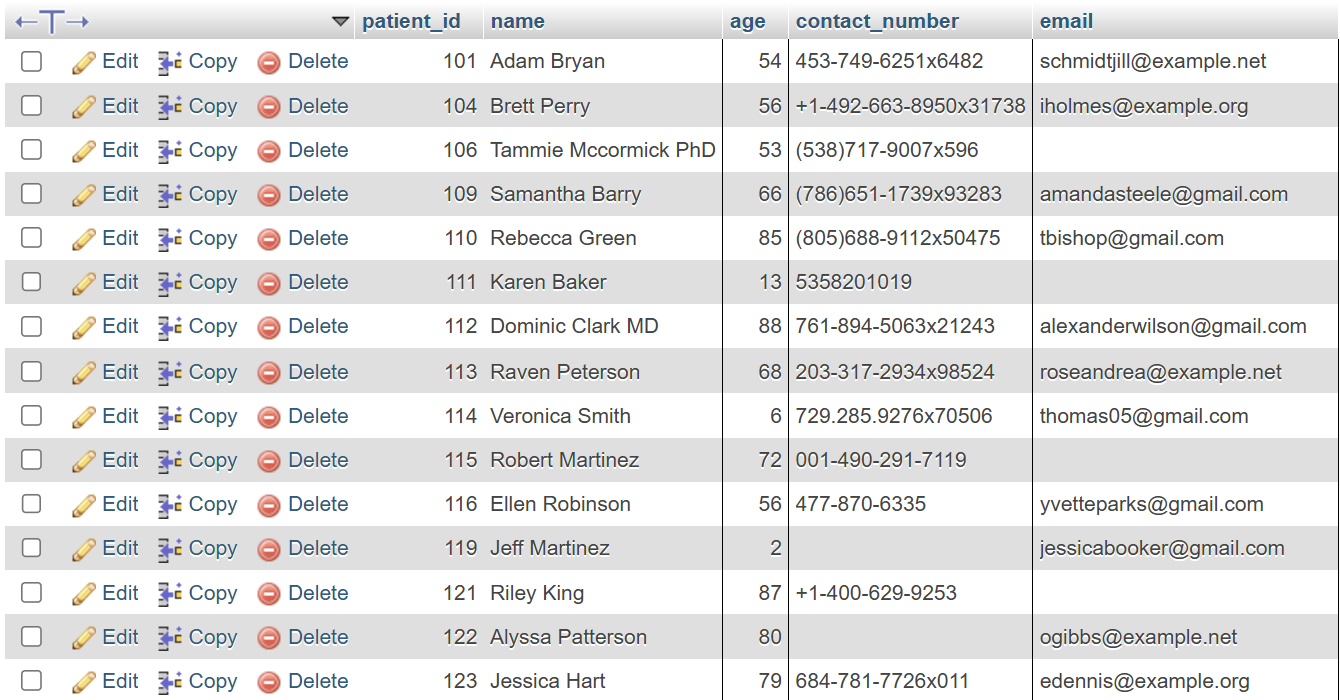 patient_id name age contact_number email
Edit Copy Delete 101 Adam Bryan 54 453-749-6251x6482 schmidtjill@example.net
Edit Copy Delete 104 Brett Perry 56 +1-492-663-8950x31738 iholmes@example.org
Edit Copy Delete 106 Tammie Mccormick PhD 53 (538)717-9007x596
Edit Copy Delete 109 Samantha Barry 66 (786)651-1739x93283 amandasteele@gmail.com
Edit Copy Delete 110 Rebecca Green 85 (805)688-9112x50475 tbishop@gmail.com
Edit Copy Delete 111 Karen Baker 13 5358201019
Edit Copy Delete 112 Dominic Clark MD 88 761-894-5063x21243 alexanderwilson@gmail.com
Edit Copy Delete 113 Raven Peterson 68 203-317-2934x98524 roseandrea@example.net
Edit Copy Delete 114 Veronica Smith 6 729.285.9276x70506 thomas05@gmail.com
Edit Copy Delete 115 Robert Martinez 72 001-490-291-7119
Edit Copy Delete 116 Ellen Robinson 56 477-870-6335 yvetteparks@gmail.com
Edit Copy Delete 119 Jeff Martinez 2 jessicabooker@gmail.com
Edit Copy Delete 121 Riley King 87 +1-400-629-9253
Edit Copy Delete 122 Alyssa Patterson 80 ogibbs@example.net
Edit Copy Delete 123 Jessica Hart 79 684-781-7726x011 edennis@example.org